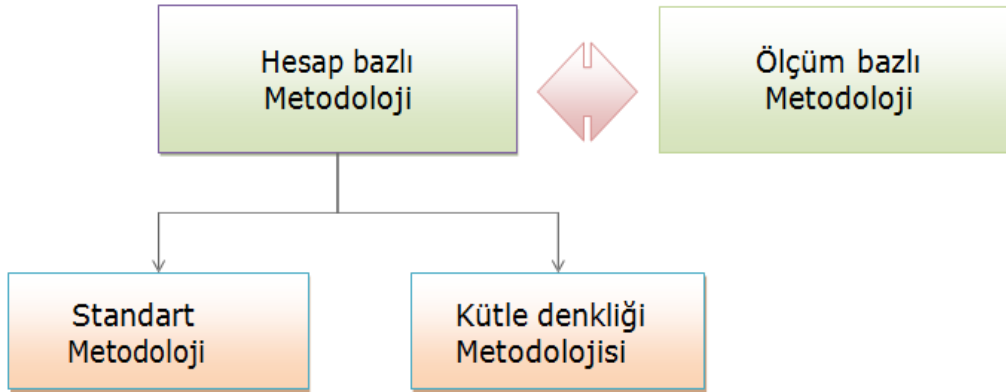 Hesap bazlı
Metodoloji
Ölçüm bazlı
Metodoloji
Standart
Metodoloji
Kütle denkliği
Metodolojisi